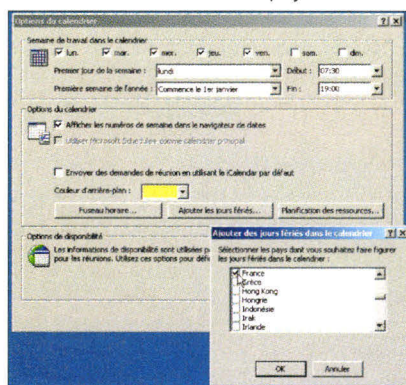 Options du calendrier
Semaine de travail dans le calendrier
lun. mar. mer. jeu. ven. sam. dim.
Premier jour de la semaine : lundi Début : 07:30
Première semaine de l'année : Commence le 1er janvier Fin : 19:00
Options du calendrier
Afficher les numéros de semaine dans le navigateur de dates
Utiliser Microsoft Schedule+ comme calendrier principal
Envoyer des demandes de réunion en utilisant le iCalendar par défaut
Couleur d'arrière-plan :
Fuseau horaire... Ajouter les jours fériés... Planification des ressources...
Options de disponibilité
Les informations de disponibilité sont utilisées p
pour les réunions. Utilisez ces options pour défi
Ajouter des jours fériés dans le calendrier
Sélectionner les pays dont vous souhaitez faire figurer
les jours fériés dans le calendrier :
France
Grèce
Hong Kong
Hongrie
Indonésie
Irak
Irlande
OK Annuler